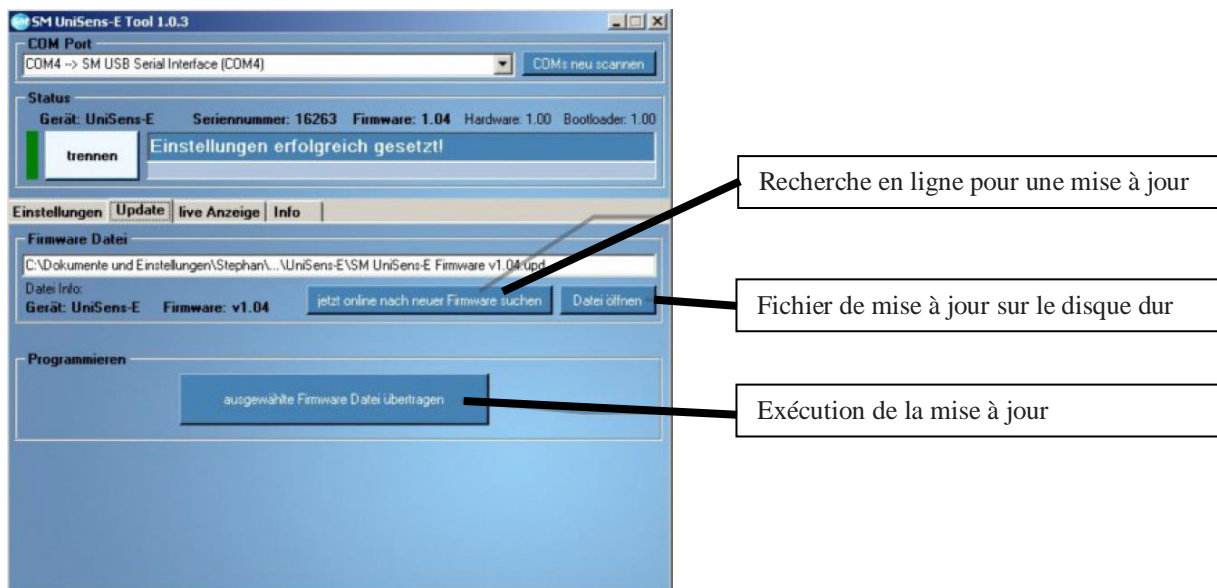 SM UniSens-E Tool 1.0.3
COM Port
COM4 --> SM USB Serial Interface (COM4)
COMs neu scannen
Status
Gerät: UniSens-E Seriennummer: 16263 Firmware: 1.04 Hardware: 1.00 Bootloader: 1.00
trennen
Einstellungen erfolgreich gesetzt!
Einstellungen Update live Anzeige Info
Firmware Datei
C:\Dokumente und Einstellungen\Stephan\...\UniSens-E\SM UniSens-E Firmware v1.04.upd
Datei Info:
Gerät: UniSens-E Firmware: v1.04
jetzt online nach neuer Firmware suchen
Datei öffnen
Programmieren
ausgewählte Firmware Datei übertragen
Recherche en ligne pour une mise à jour
Fichier de mise à jour sur le disque dur
Exécution de la mise à jour